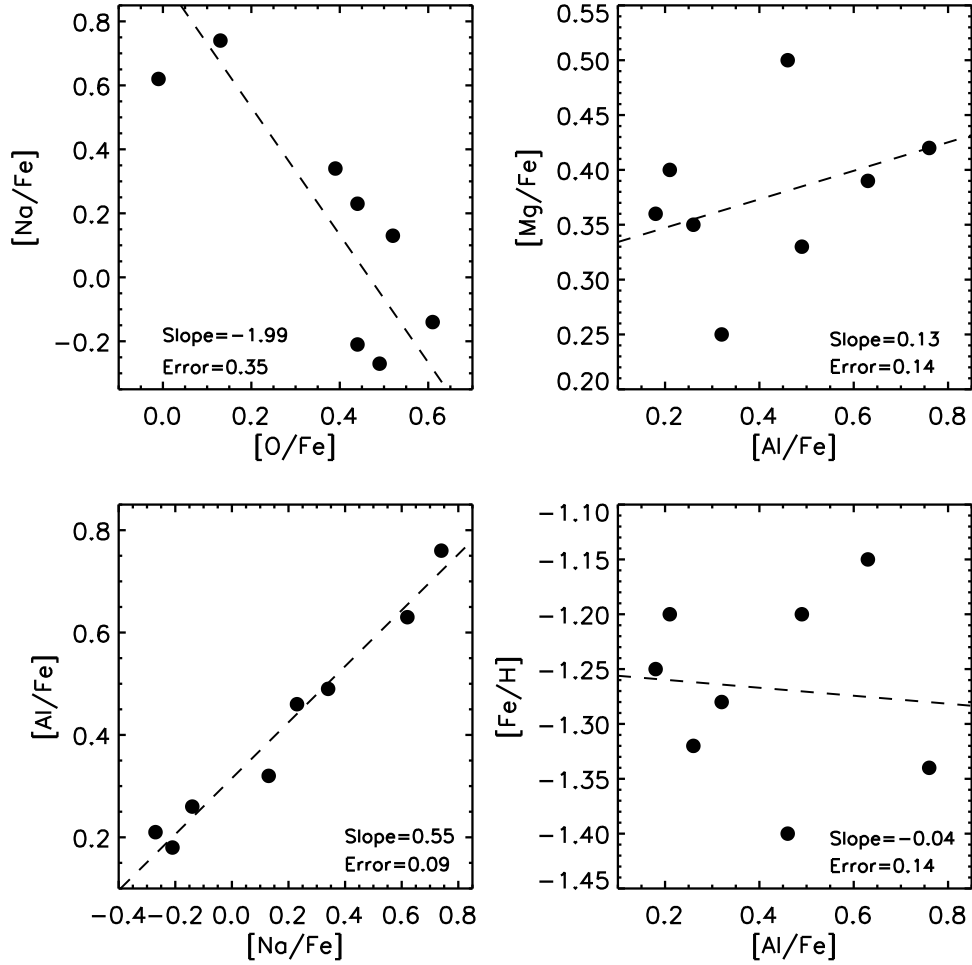 0.8
0.6
0.4
0.2
0.0
−0.2
[Na/Fe]
Slope=−1.99
Error=0.35
0.0 0.2 0.4 0.6
[O/Fe]
0.55
0.50
0.45
0.40
0.35
0.30
0.25
0.20
[Mg/Fe]
Slope=0.13
Error=0.14
0.2 0.4 0.6 0.8
[Al/Fe]
0.8
0.6
0.4
0.2
[Al/Fe]
Slope=0.55
Error=0.09
−0.4−0.2 0.0 0.2 0.4 0.6 0.8
[Na/Fe]
−1.10
−1.15
−1.20
−1.25
−1.30
−1.35
−1.40
−1.45
[Fe/H]
Slope=−0.04
Error=0.14
0.2 0.4 0.6 0.8
[Al/Fe]